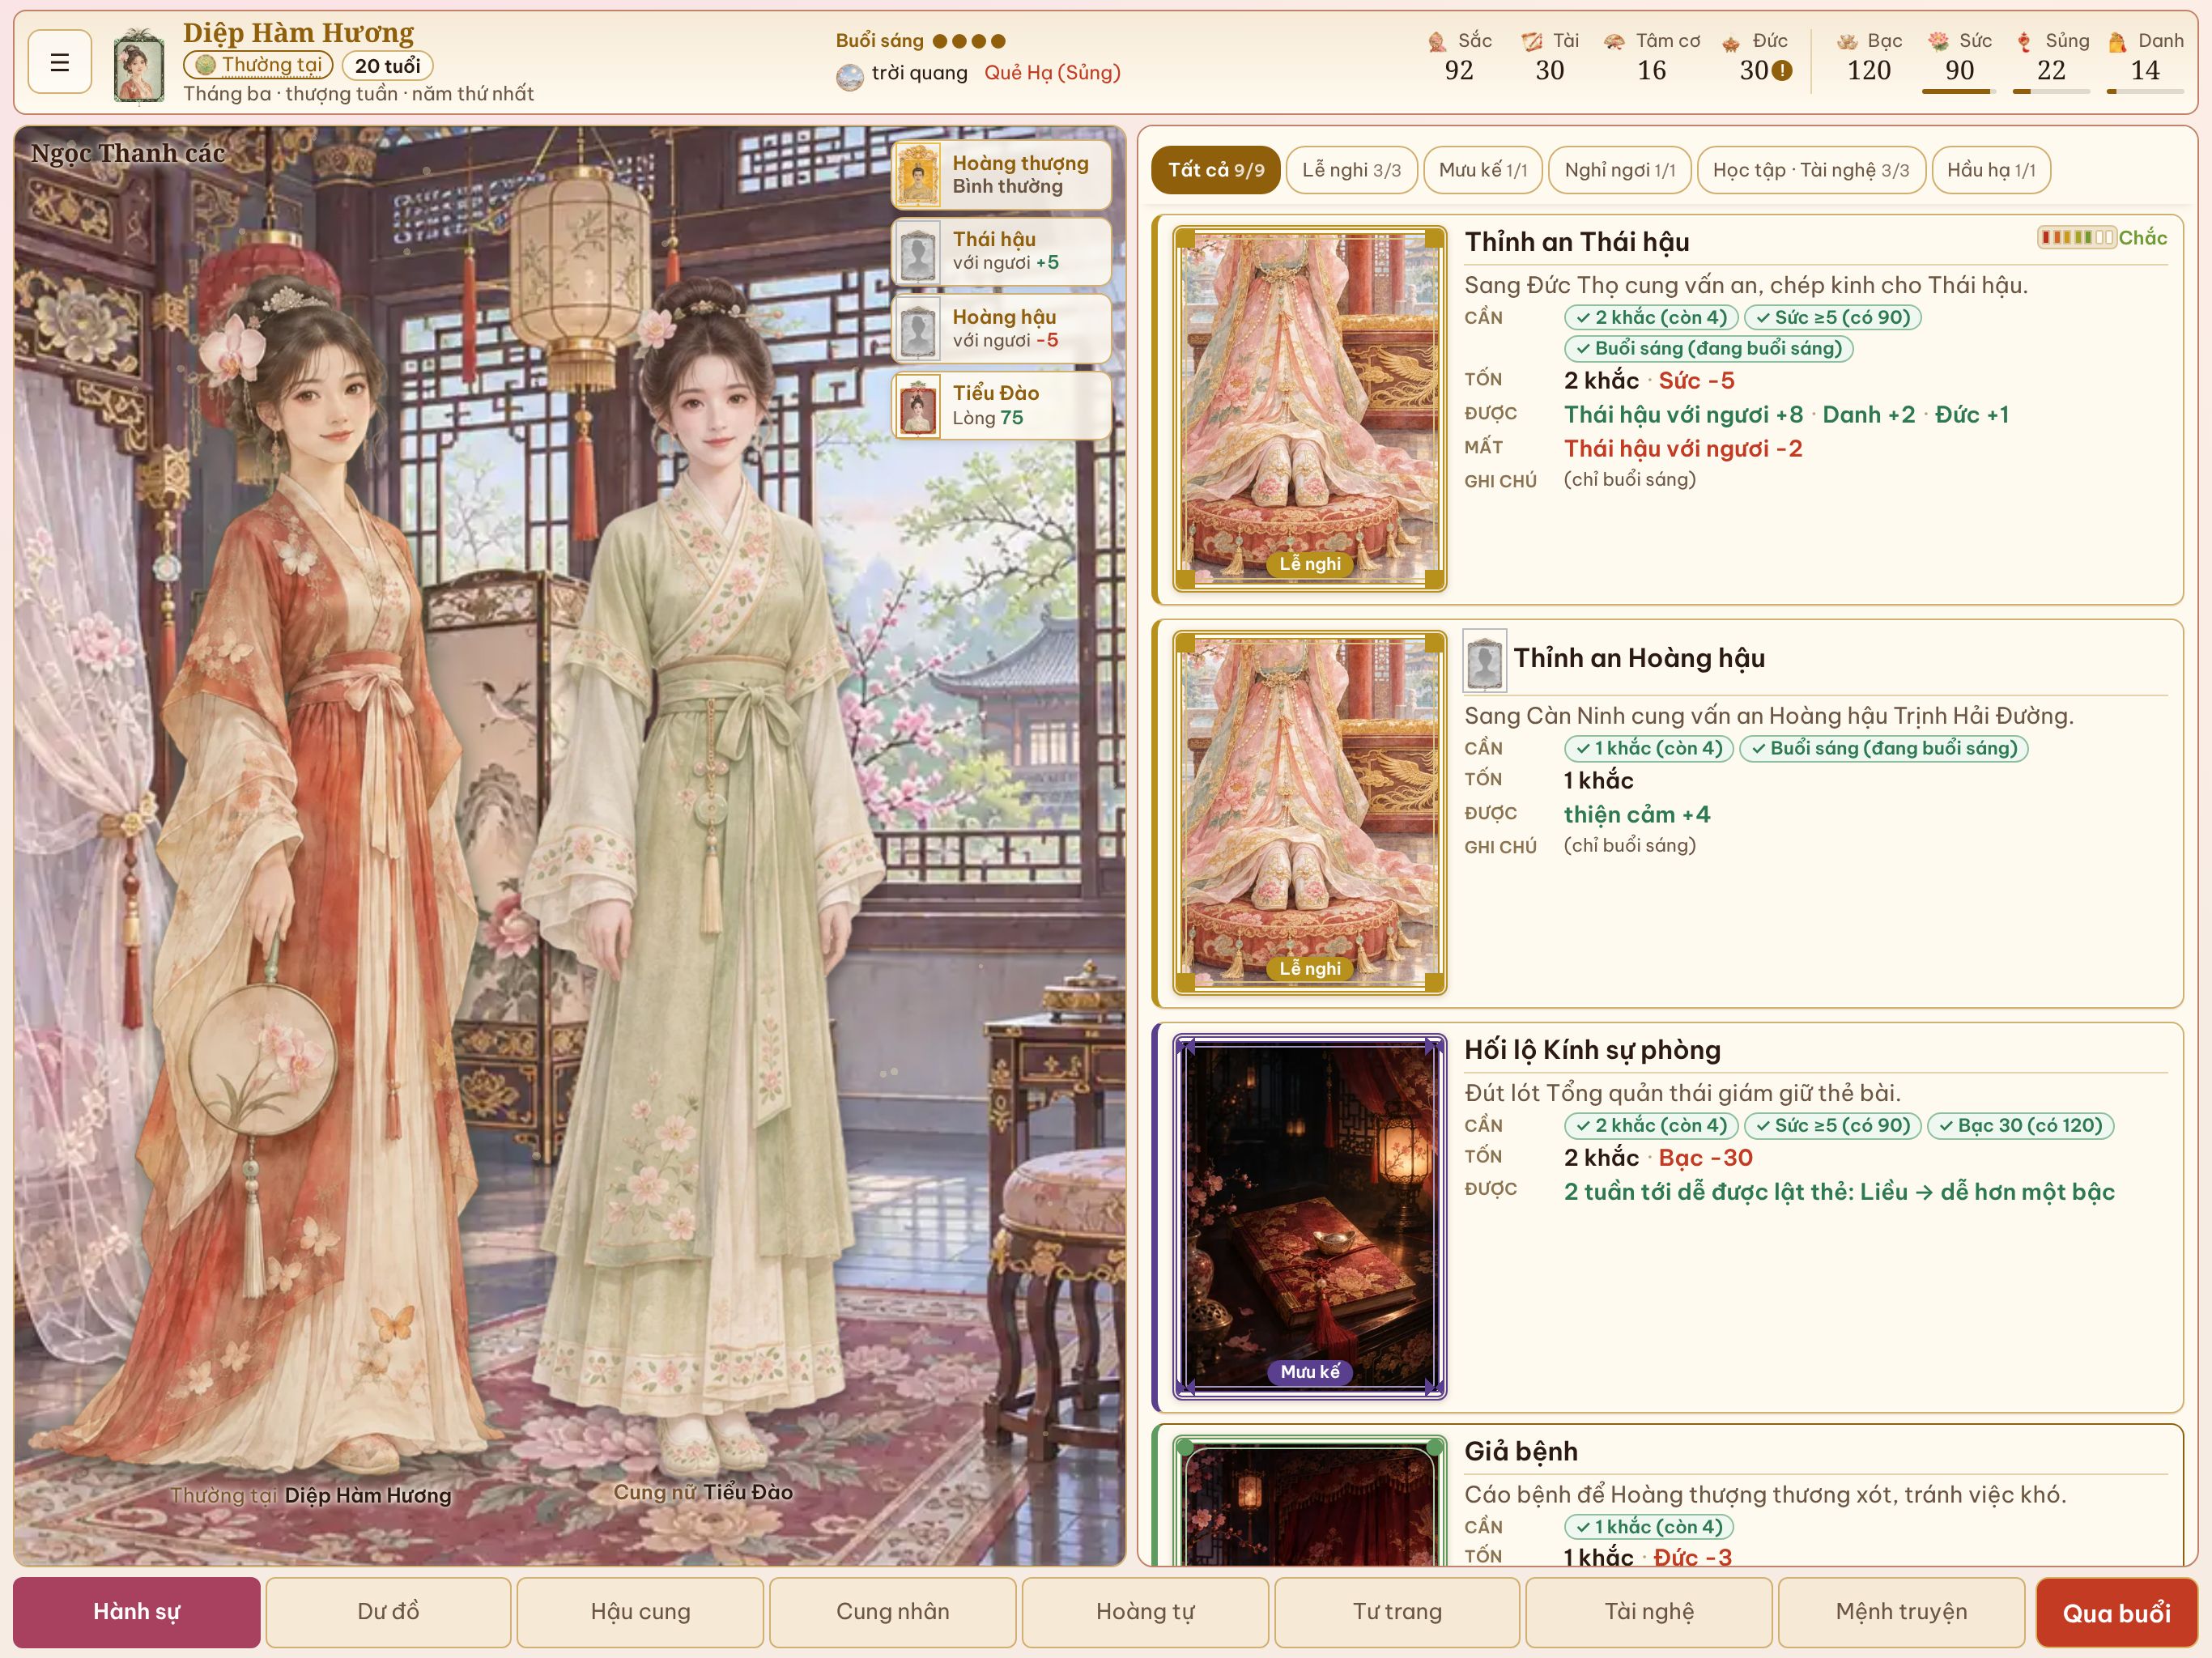 ☰
Diệp Hàm Hương
Thường tại 20 tuổi
Tháng ba · thượng tuần · năm thứ nhất
Buổi sáng
trời quang Quẻ Hạ (Sủng)
Sắc 92
Tài 30
Tâm cơ 16
Đức 30 !
Bạc 120
Sức 90
Sủng 22
Danh 14
Ngọc Thanh các
Hoàng thượng
Bình thường
Thái hậu
với ngươi +5
Hoàng hậu
với ngươi -5
Tiểu Đào
Lòng 75
Thường tại Diệp Hàm Hương
Cung nữ Tiểu Đào
Tất cả 9/9 Lễ nghi 3/3 Mưu kế 1/1 Nghỉ ngơi 1/1 Học tập · Tài nghệ 3/3 Hầu hạ 1/1
Lễ nghi
Thỉnh an Thái hậu Chắc
Sang Đức Thọ cung vấn an, chép kinh cho Thái hậu.
CẦN ✓ 2 khắc (còn 4) ✓ Sức ≥5 (có 90)
✓ Buổi sáng (đang buổi sáng)
TỐN 2 khắc · Sức -5
ĐƯỢC Thái hậu với ngươi +8 · Danh +2 · Đức +1
MẤT Thái hậu với ngươi -2
GHI CHÚ (chỉ buổi sáng)
Lễ nghi
Thỉnh an Hoàng hậu
Sang Càn Ninh cung vấn an Hoàng hậu Trịnh Hải Đường.
CẦN ✓ 1 khắc (còn 4) ✓ Buổi sáng (đang buổi sáng)
TỐN 1 khắc
ĐƯỢC thiện cảm +4
GHI CHÚ (chỉ buổi sáng)
Mưu kế
Hối lộ Kính sự phòng
Đút lót Tổng quản thái giám giữ thẻ bài.
CẦN ✓ 2 khắc (còn 4) ✓ Sức ≥5 (có 90) ✓ Bạc 30 (có 120)
TỐN 2 khắc · Bạc -30
ĐƯỢC 2 tuần tới dễ được lật thẻ: Liều → dễ hơn một bậc
Giả bệnh
Cáo bệnh để Hoàng thượng thương xót, tránh việc khó.
CẦN ✓ 1 khắc (còn 4)
TỐN 1 khắc · Đức -3
Hành sự Dư đồ Hậu cung Cung nhân Hoàng tự Tư trang Tài nghệ Mệnh truyện Qua buổi